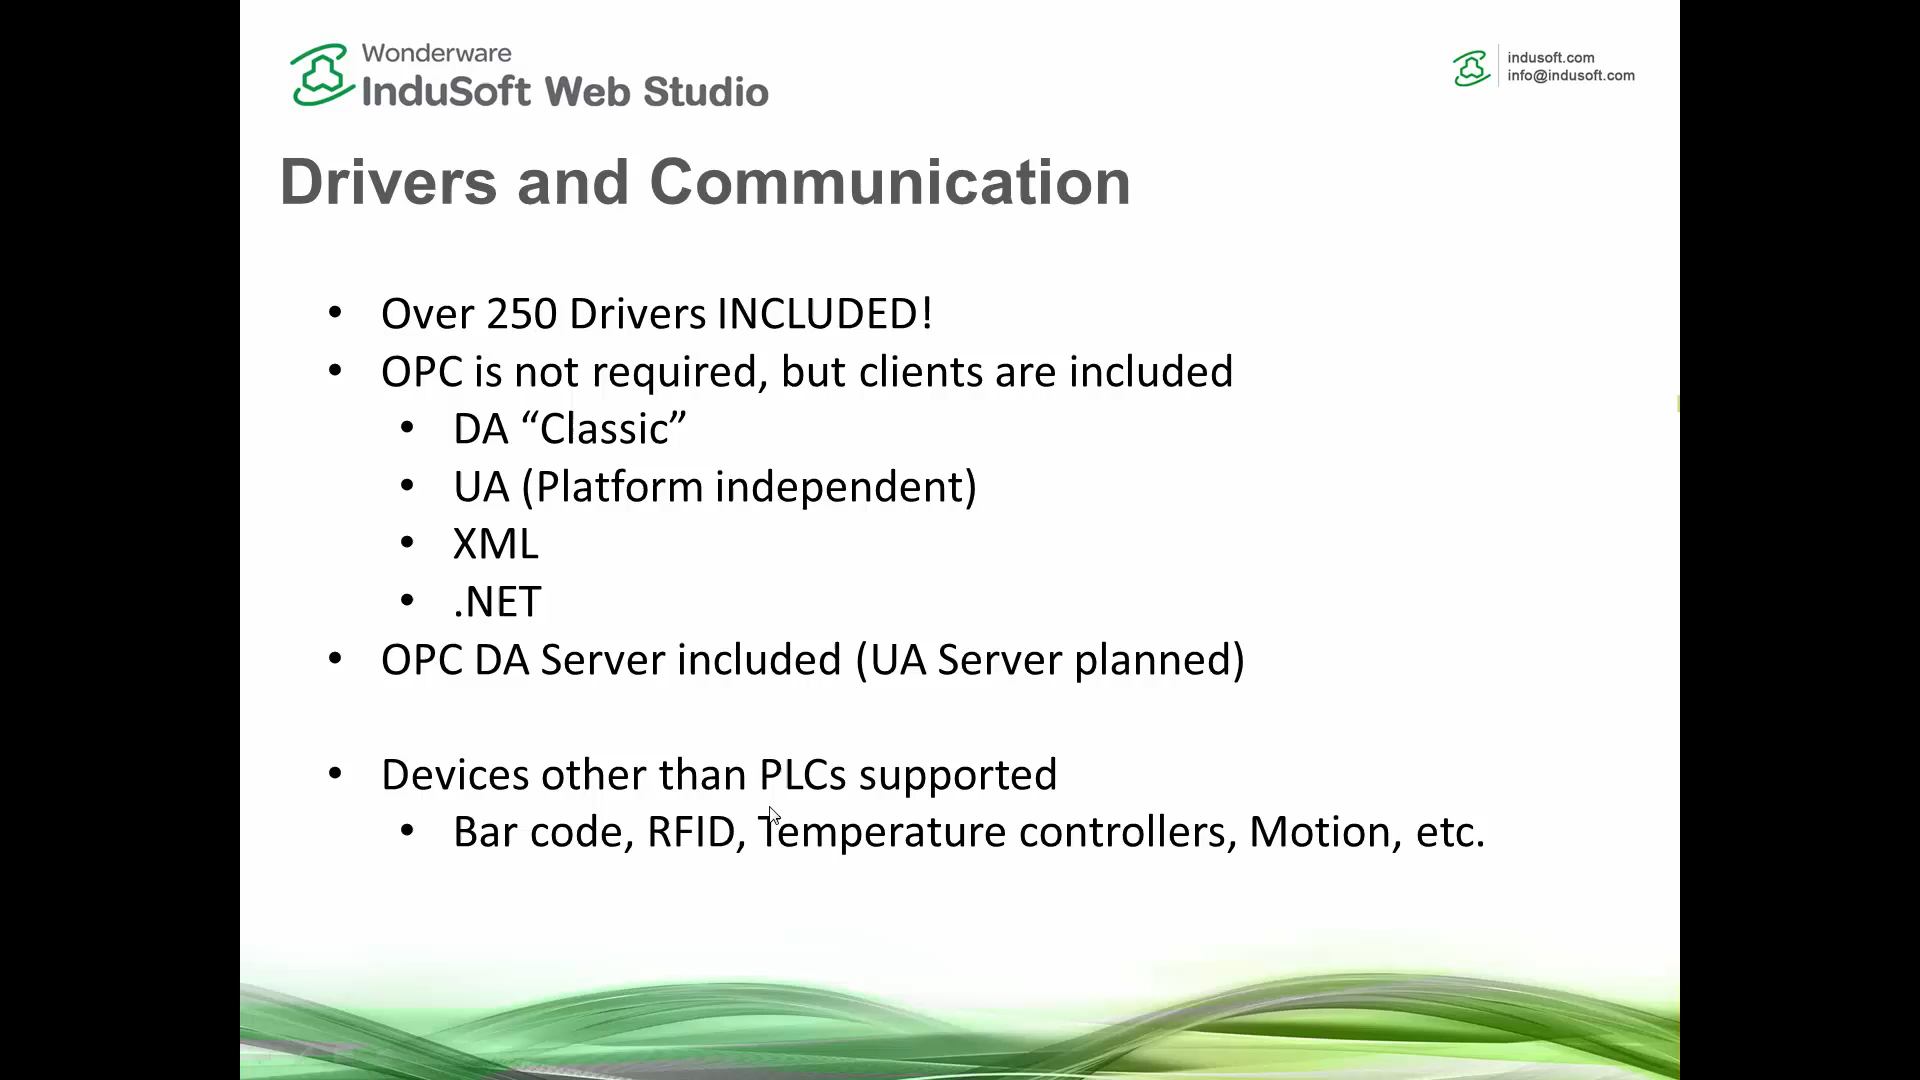 Wonderware
InduSoft Web Studio
indusoft.com
info@indusoft.com
Drivers and Communication
• Over 250 Drivers INCLUDED!
• OPC is not required, but clients are included
• DA “Classic”
• UA (Platform independent)
• XML
• .NET
• OPC DA Server included (UA Server planned)
• Devices other than PLCs supported
• Bar code, RFID, Temperature controllers, Motion, etc.